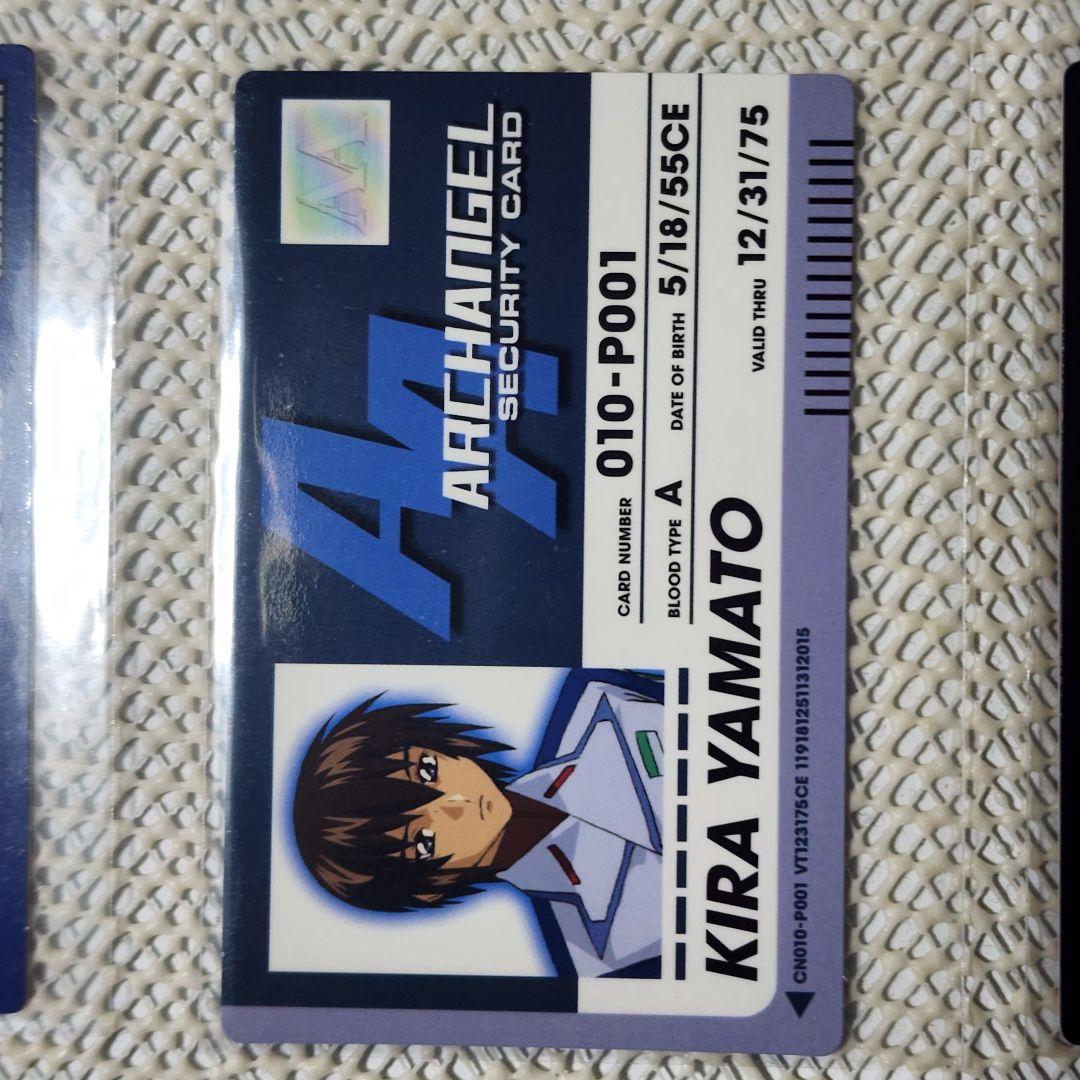 AA
AA
ARCHANGEL
SECURITY CARD
CARD NUMBER 010-P001
BLOOD TYPE A DATE OF BIRTH 5/18/55CE
KIRA YAMATO
VALID THRU 12/31/75
CN010-P001 VT123175CE 1191812511312015